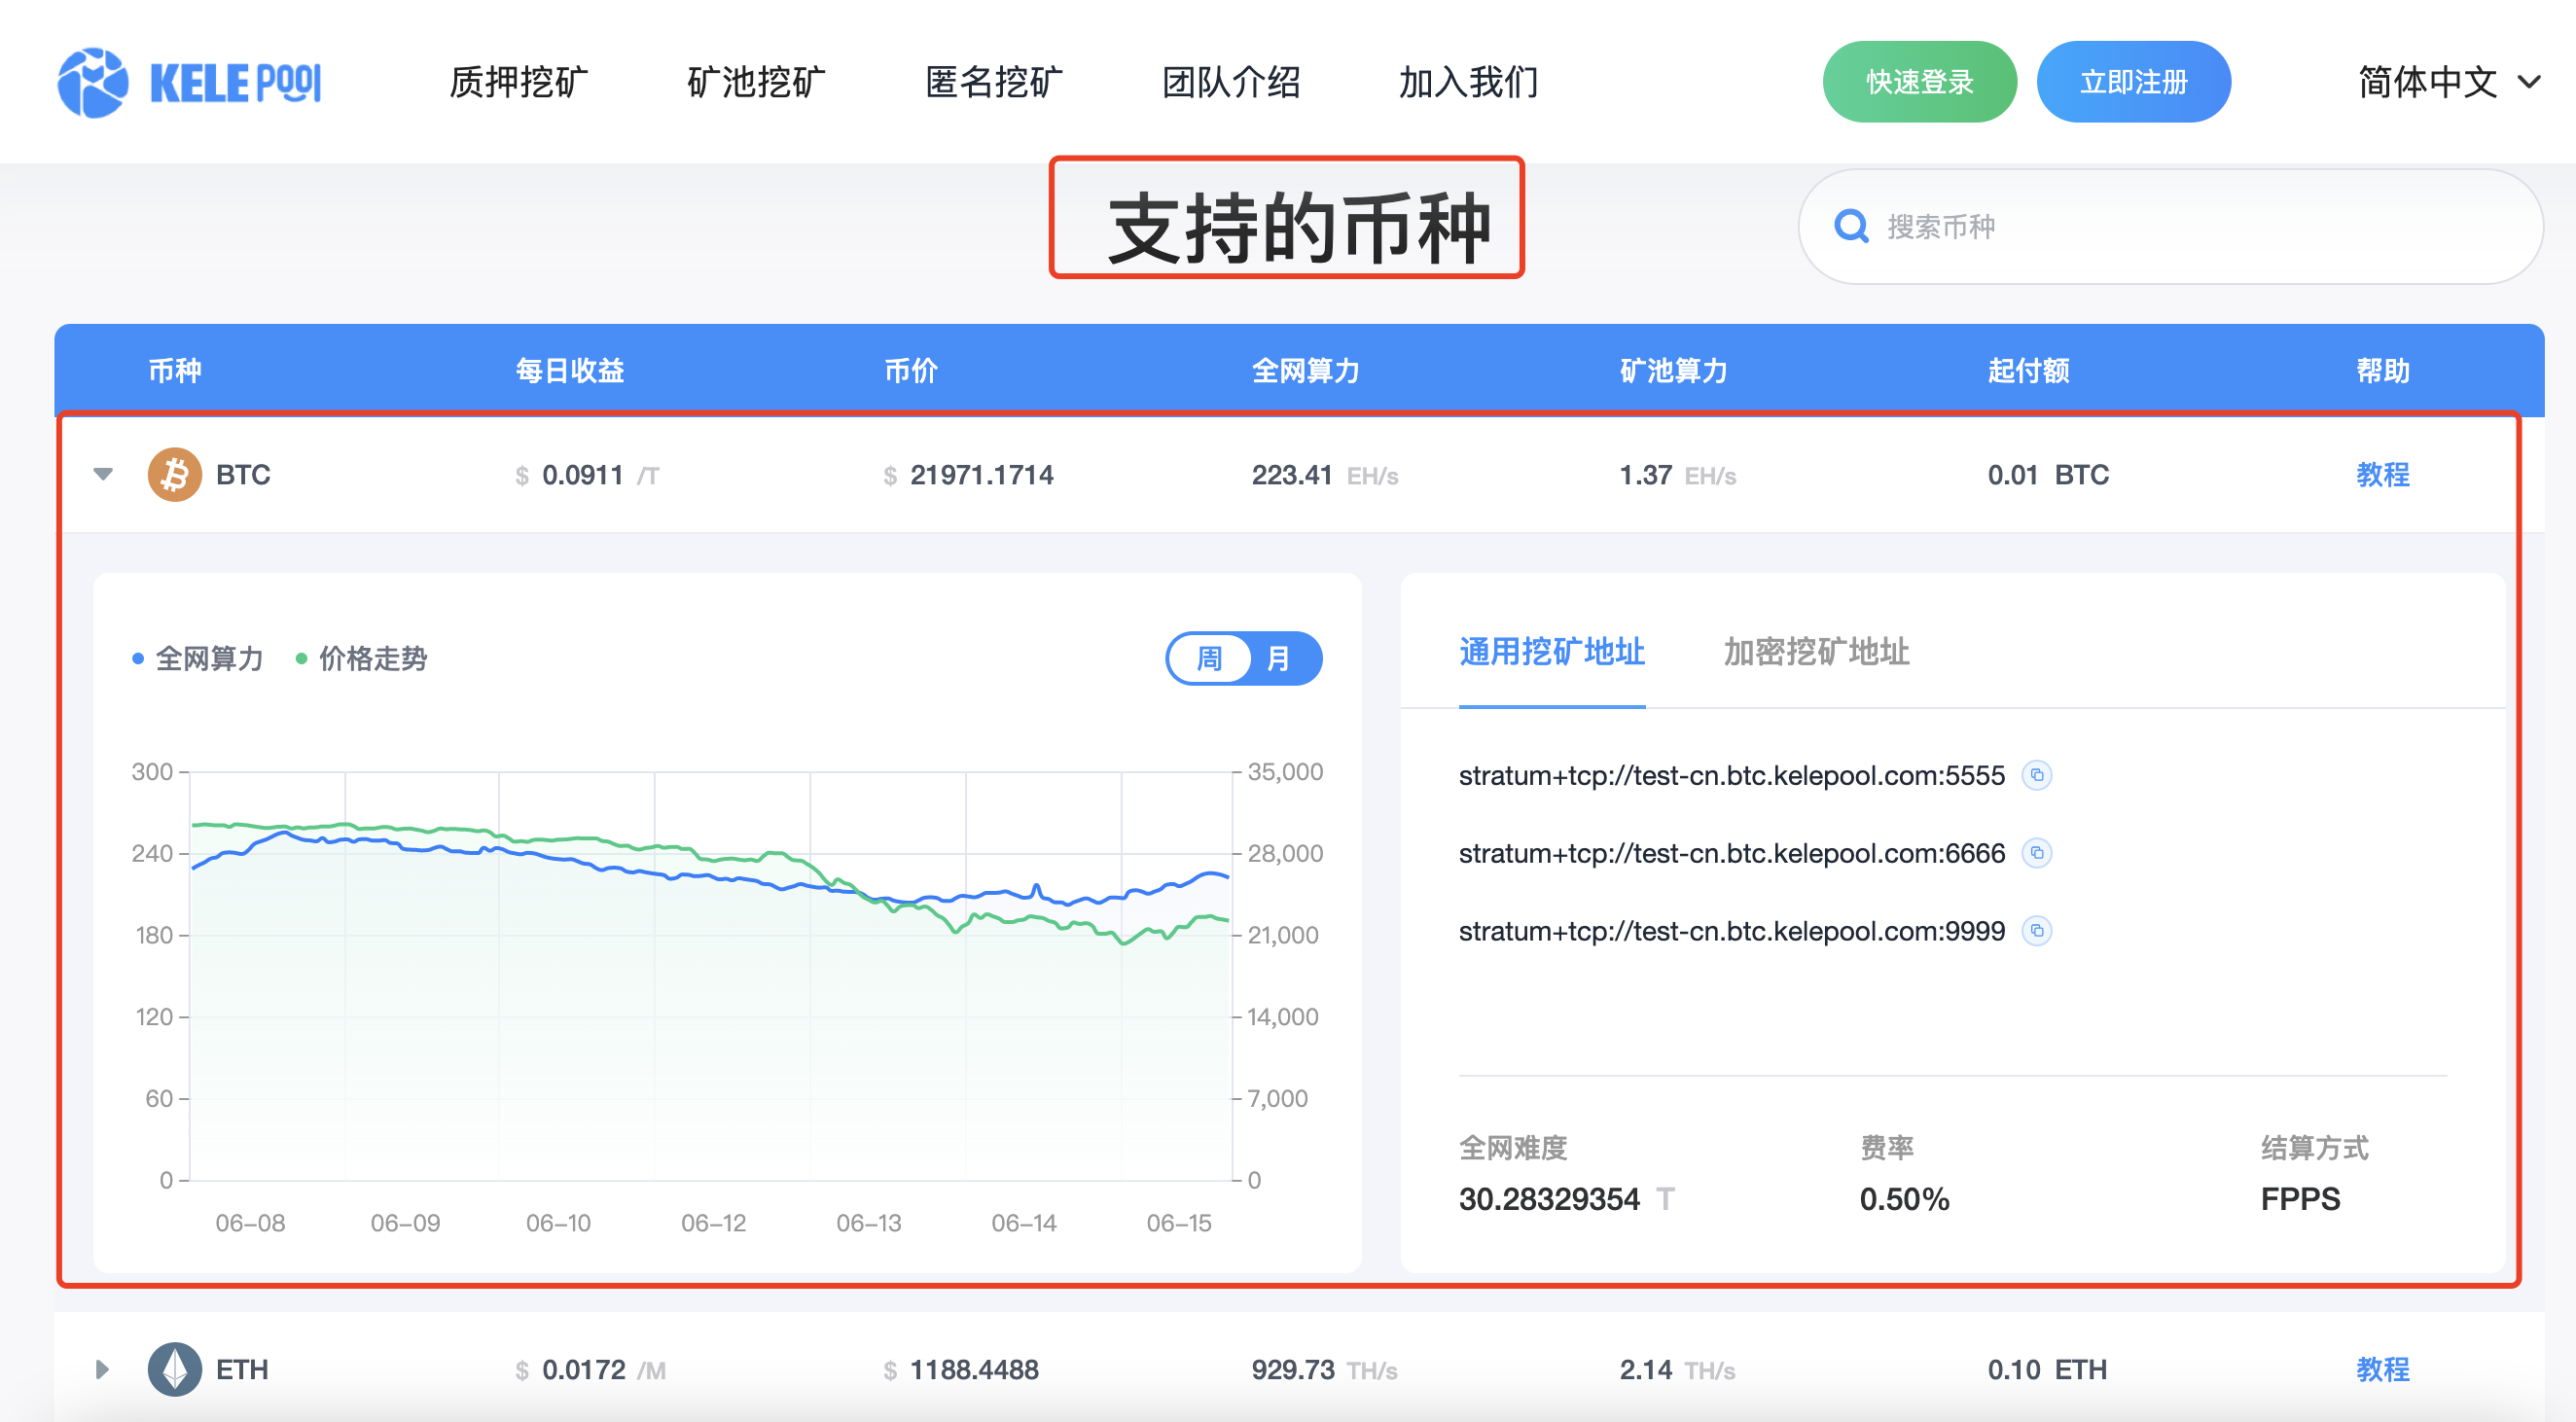 KELE POOL 质押挖矿 矿池挖矿 匿名挖矿 团队介绍 加入我们 快速登录 立即注册 简体中文
支持的币种 搜索币种
币种 每日收益 币价 全网算力 矿池算力 起付额 帮助
BTC $ 0.0911 /T $ 21971.1714 223.41 EH/s 1.37 EH/s 0.01 BTC 教程
全网算力 价格走势 周 月
300 35,000
240 28,000
180 21,000
120 14,000
60 7,000
0 0
06-08 06-09 06-10 06-12 06-13 06-14 06-15
通用挖矿地址 加密挖矿地址
stratum+tcp://test-cn.btc.kelepool.com:5555
stratum+tcp://test-cn.btc.kelepool.com:6666
stratum+tcp://test-cn.btc.kelepool.com:9999
全网难度 费率 结算方式
30.28329354 T 0.50% FPPS
ETH $ 0.0172 /M $ 1188.4488 929.73 TH/s 2.14 TH/s 0.10 ETH 教程